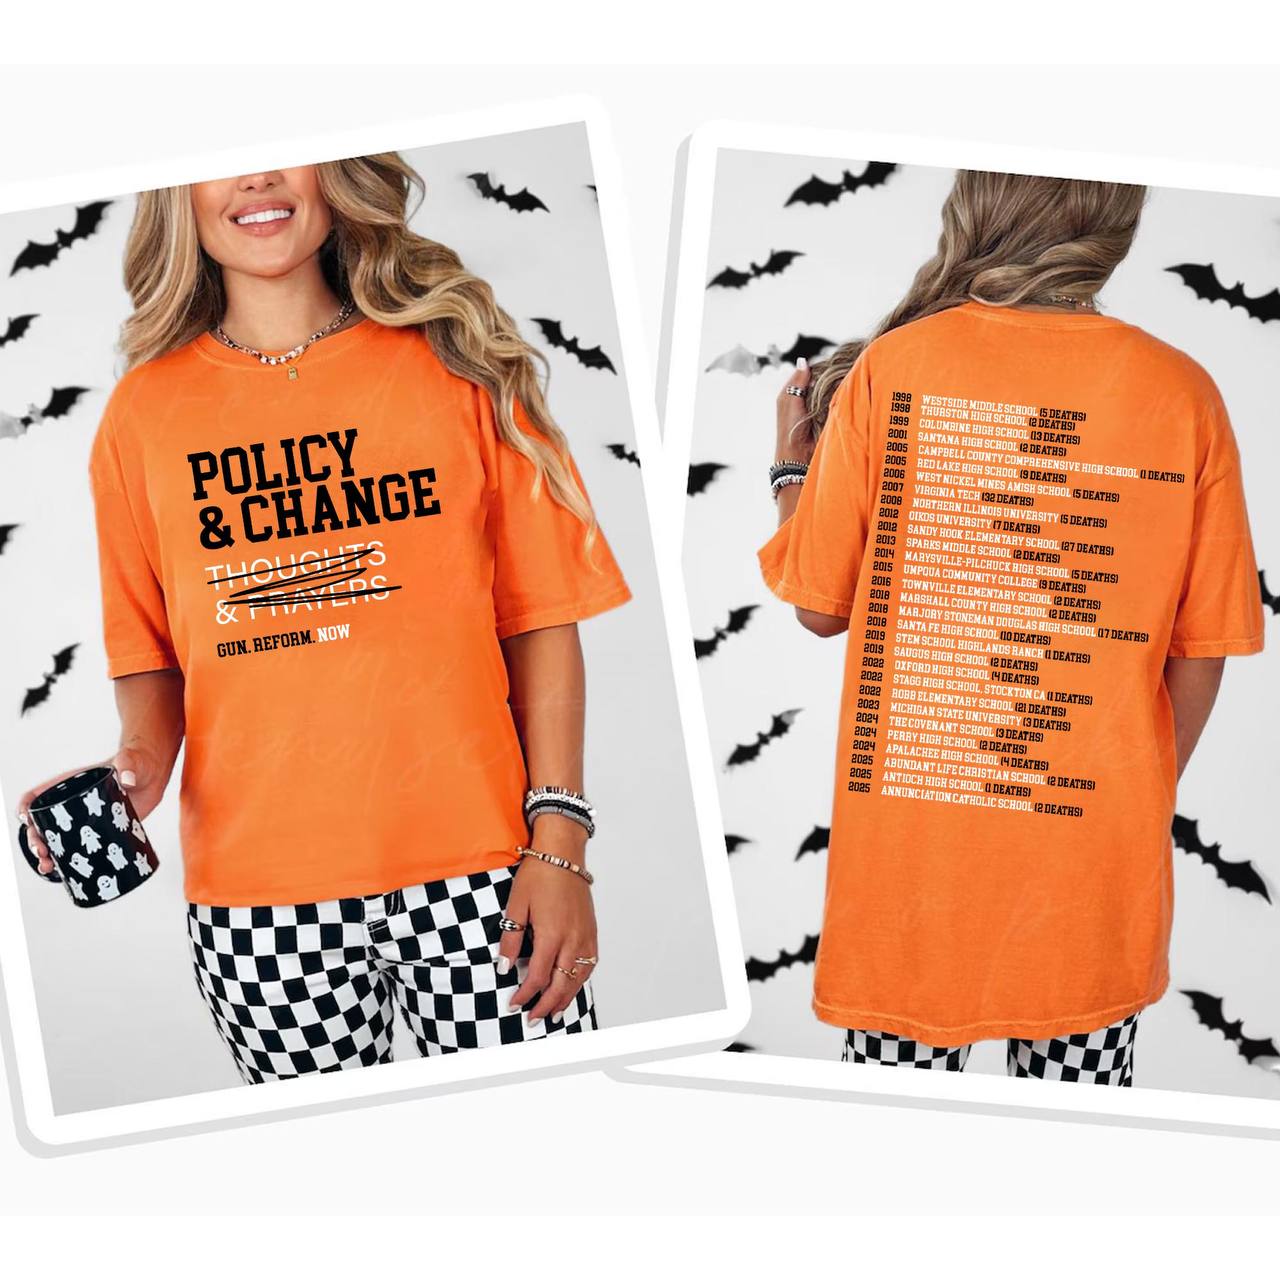 POLICY
& CHANGE
THOUGHTS
& PRAYERS
GUN. REFORM. NOW
1998 WESTSIDE MIDDLE SCHOOL (5 DEATHS)
1998 THURSTON HIGH SCHOOL (2 DEATHS)
1999 COLUMBINE HIGH SCHOOL (13 DEATHS)
2001 SANTANA HIGH SCHOOL (2 DEATHS)
2005 CAMPBELL COUNTY COMPREHENSIVE HIGH SCHOOL (1 DEATHS)
2005 RED LAKE HIGH SCHOOL (9 DEATHS)
2006 WEST NICKEL MINES AMISH SCHOOL (5 DEATHS)
2007 VIRGINIA TECH (32 DEATHS)
2008 NORTHERN ILLINOIS UNIVERSITY (5 DEATHS)
2012 OIKOS UNIVERSITY (7 DEATHS)
2012 SANDY HOOK ELEMENTARY SCHOOL (27 DEATHS)
2013 SPARKS MIDDLE SCHOOL (2 DEATHS)
2014 MARYSVILLE-PILCHUCK HIGH SCHOOL (5 DEATHS)
2015 UMPQUA COMMUNITY COLLEGE (9 DEATHS)
2016 TOWNVILLE ELEMENTARY SCHOOL (2 DEATHS)
2018 MARSHALL COUNTY HIGH SCHOOL (2 DEATHS)
2018 MARJORY STONEMAN DOUGLAS HIGH SCHOOL (17 DEATHS)
2018 SANTA FE HIGH SCHOOL (10 DEATHS)
2019 STEM SCHOOL HIGHLANDS RANCH (1 DEATHS)
2019 SAUGUS HIGH SCHOOL (2 DEATHS)
2022 OXFORD HIGH SCHOOL (4 DEATHS)
2022 STAGG HIGH SCHOOL, STOCKTON CA (1 DEATHS)
2022 ROBB ELEMENTARY SCHOOL (21 DEATHS)
2023 MICHIGAN STATE UNIVERSITY (3 DEATHS)
2024 THE COVENANT SCHOOL (3 DEATHS)
2024 PERRY HIGH SCHOOL (2 DEATHS)
2024 APALACHEE HIGH SCHOOL (4 DEATHS)
2025 ABUNDANT LIFE CHRISTIAN SCHOOL (2 DEATHS)
2025 ANTIOCH HIGH SCHOOL (1 DEATHS)
2025 ANNUNCIATION CATHOLIC SCHOOL (2 DEATHS)